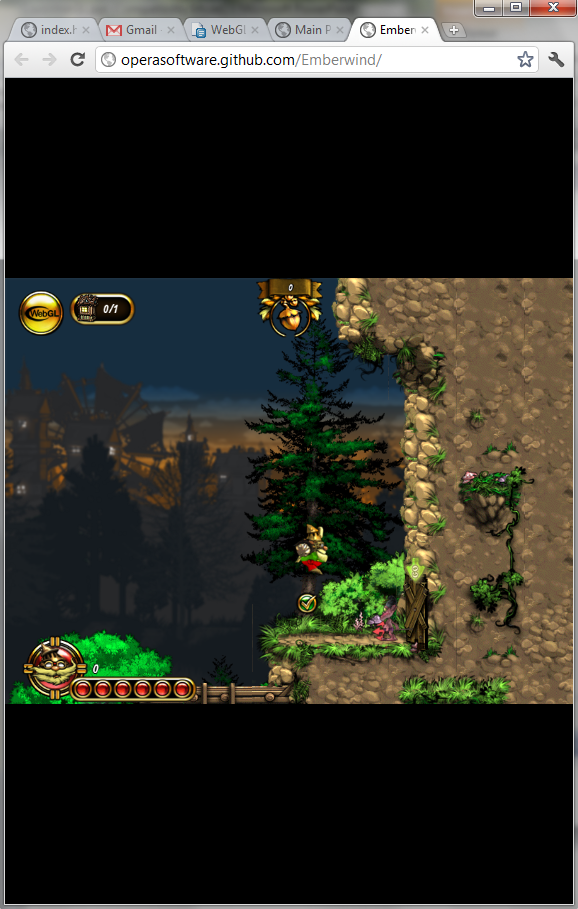 index.h
Gmail
WebGL
Main P
Ember
operasoftware.github.com/Emberwind/
WebGL
0/1
0
0